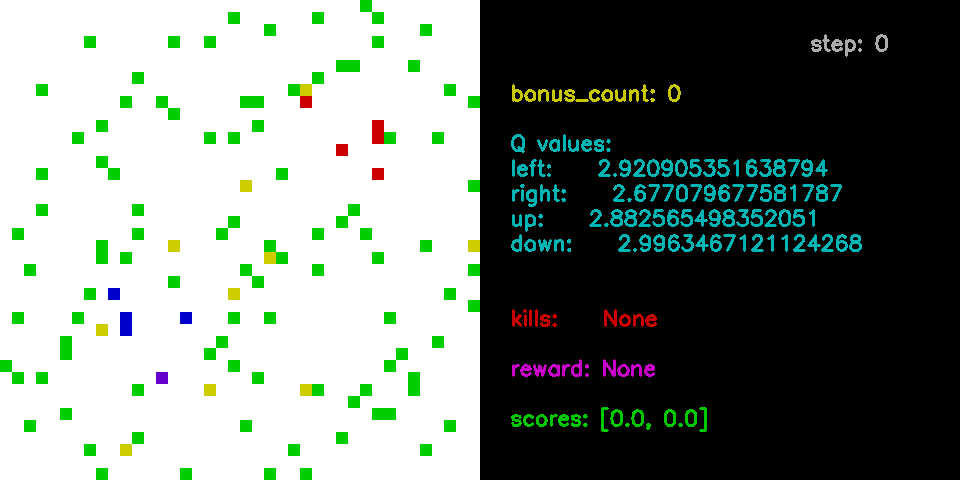 step: 0
bonus_count: 0
Q values:
left: 2.920905351638794
right: 2.677079677581787
up: 2.882565498352051
down: 2.9963467121124268
kills: None
reward: None
scores: [0.0, 0.0]